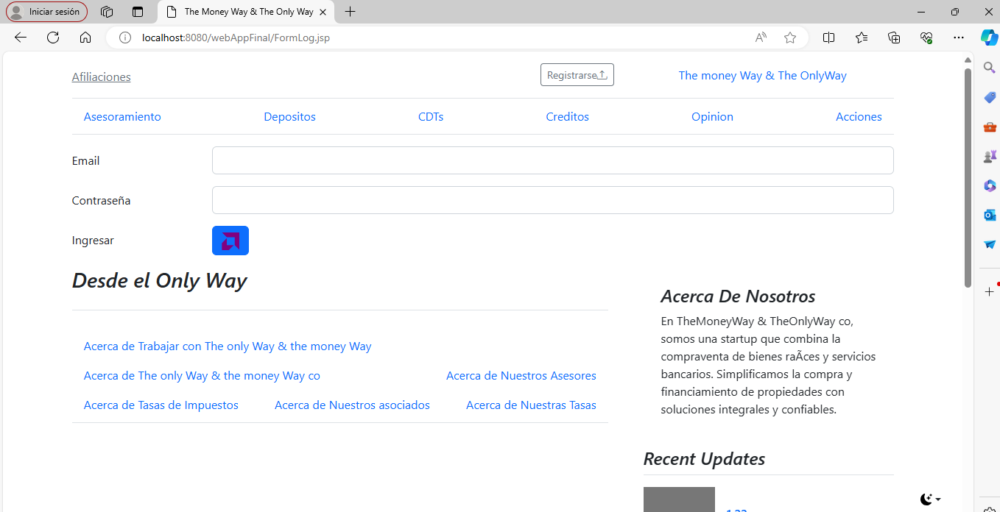 Iniciar sesión
The Money Way & The Only Way
localhost:8080/webAppFinal/FormLog.jsp
Afiliaciones
Registrarse
The money Way & The OnlyWay
Asesoramiento
Depositos
CDTs
Creditos
Opinion
Acciones
Email
Contraseña
Ingresar
Desde el Only Way
Acerca de Trabajar con The only Way & the money Way
Acerca de The only Way & the money Way co
Acerca de Nuestros Asesores
Acerca de Tasas de Impuestos
Acerca de Nuestros asociados
Acerca de Nuestras Tasas
Acerca De Nosotros
En TheMoneyWay & TheOnlyWay co,
somos una startup que combina la
compraventa de bienes raÃces y servicios
bancarios. Simplificamos la compra y
financiamiento de propiedades con
soluciones integrales y confiables.
Recent Updates